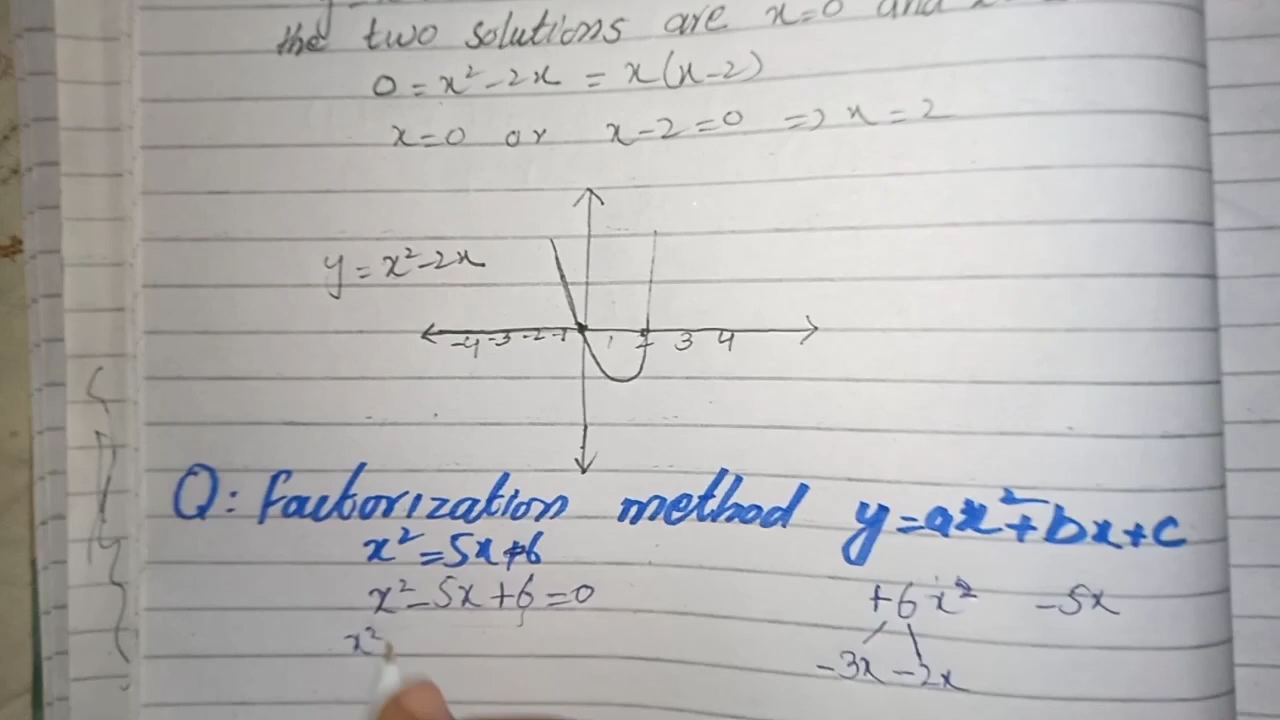 the two solutions are x=0 and
0 = x² - 2x = x(x-2)
x=0 or x-2=0 => x=2
y = x²-2x
-4 -3 -2 -1 1 2 3 4
Q: Factorization method y=ax²+bx+c
x² = 5x+6
x² - 5x + 6 = 0
+6x² -5x
x²
-3x -2x